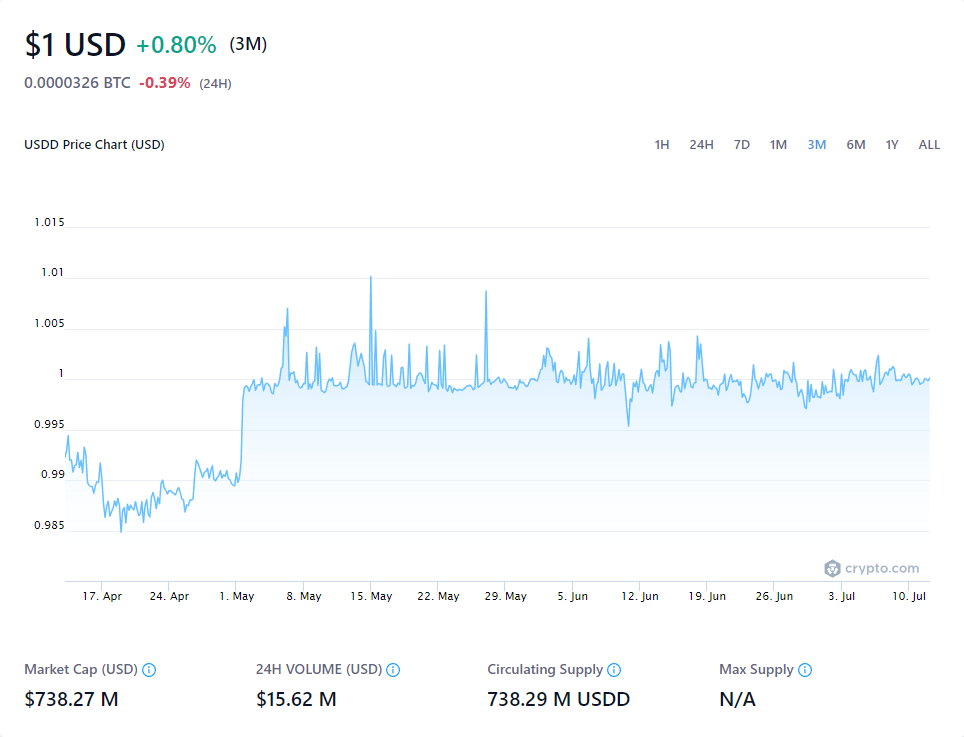 $1 USD +0.80% (3M)
0.0000326 BTC -0.39% (24H)
USDD Price Chart (USD) 1H 24H 7D 1M 3M 6M 1Y ALL
1.015
1.01
1.005
1
0.995
0.99
0.985
crypto.com
17. Apr 24. Apr 1. May 8. May 15. May 22. May 29. May 5. Jun 12. Jun 19. Jun 26. Jun 3. Jul 10. Jul
Market Cap (USD) 24H VOLUME (USD) Circulating Supply Max Supply
$738.27 M $15.62 M 738.29 M USDD N/A